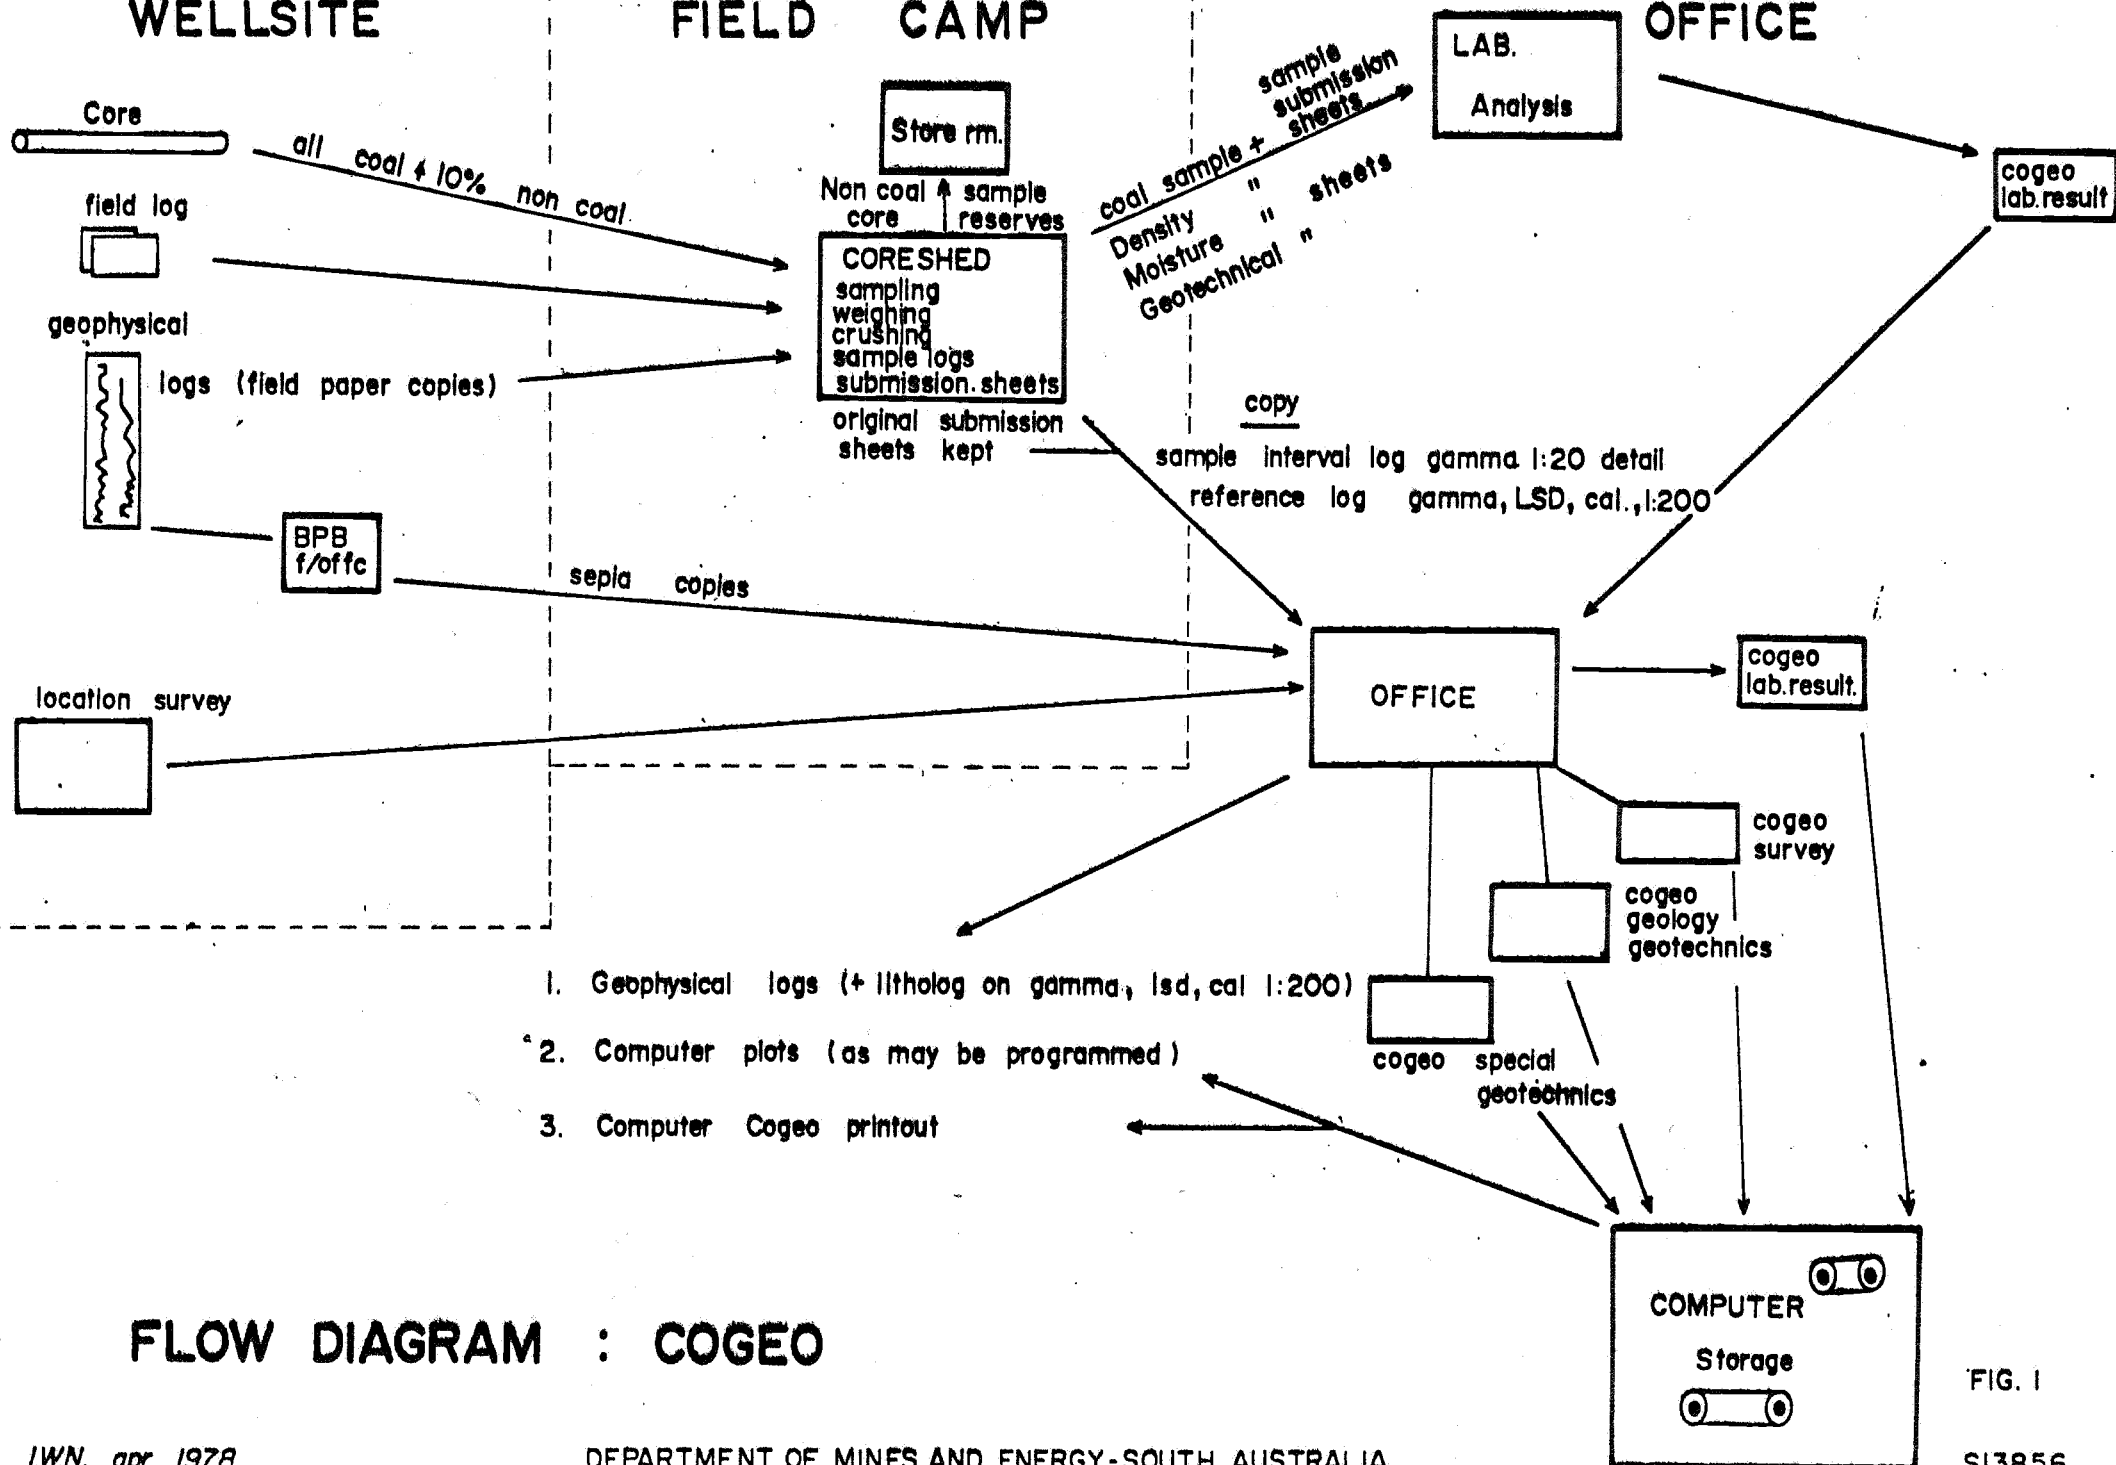 WELLSITE
FIELD CAMP
OFFICE
Core
all coal & 10% non coal
field log
geophysical
logs (field paper copies)
BPB
f/offc
sepia copies
location survey
Store rm.
Non coal sample
core reserves
CORESHED
sampling
weighing
crushing
sample logs
submission sheets
original submission
sheets kept
sample
submission
coal sample + sheets
Density " sheets
Moisture "
Geotechnical "
LAB.
Analysis
cogeo
lab.result
copy
sample interval log gamma 1:20 detail
reference log gamma, LSD, cal., 1:200
OFFICE
cogeo
lab.result.
cogeo
survey
cogeo
geology
geotechnics
cogeo special
geotechnics
1. Geophysical logs (+ litholog on gamma, lsd, cal 1:200)
2. Computer plots (as may be programmed)
3. Computer Cogeo printout
COMPUTER
Storage
FLOW DIAGRAM : COGEO
FIG. 1
apr 1978
DEPARTMENT OF MINES AND ENERGY-SOUTH AUSTRALIA
S13856